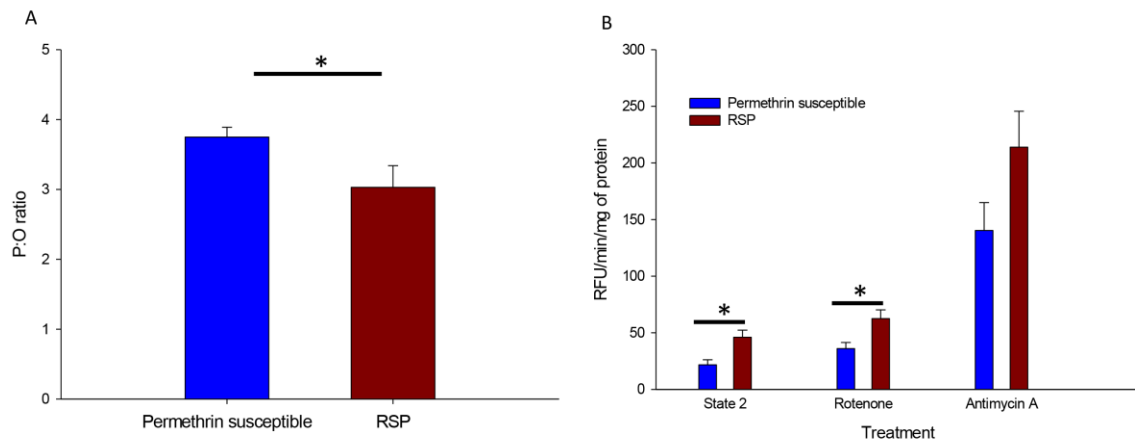 A
P:O ratio
5
4
3
2
1
0
*
Permethrin susceptible
RSP
B
RFU/min/mg of protein
300
250
200
150
100
50
0
Permethrin susceptible
RSP
*
*
State 2
Rotenone
Antimycin A
Treatment